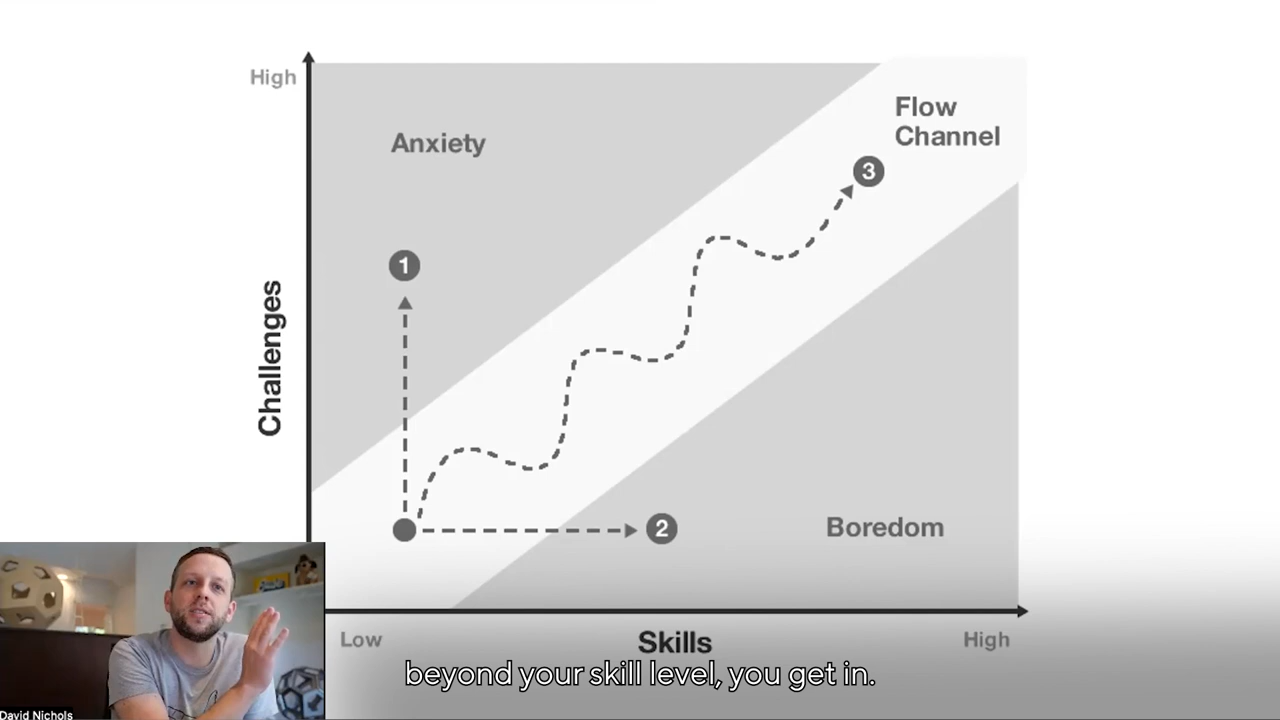 High
Anxiety
Flow
Channel
3
1
Challenges
2
Boredom
Low
Skills
High
beyond your skill level, you get in.
David Nichols